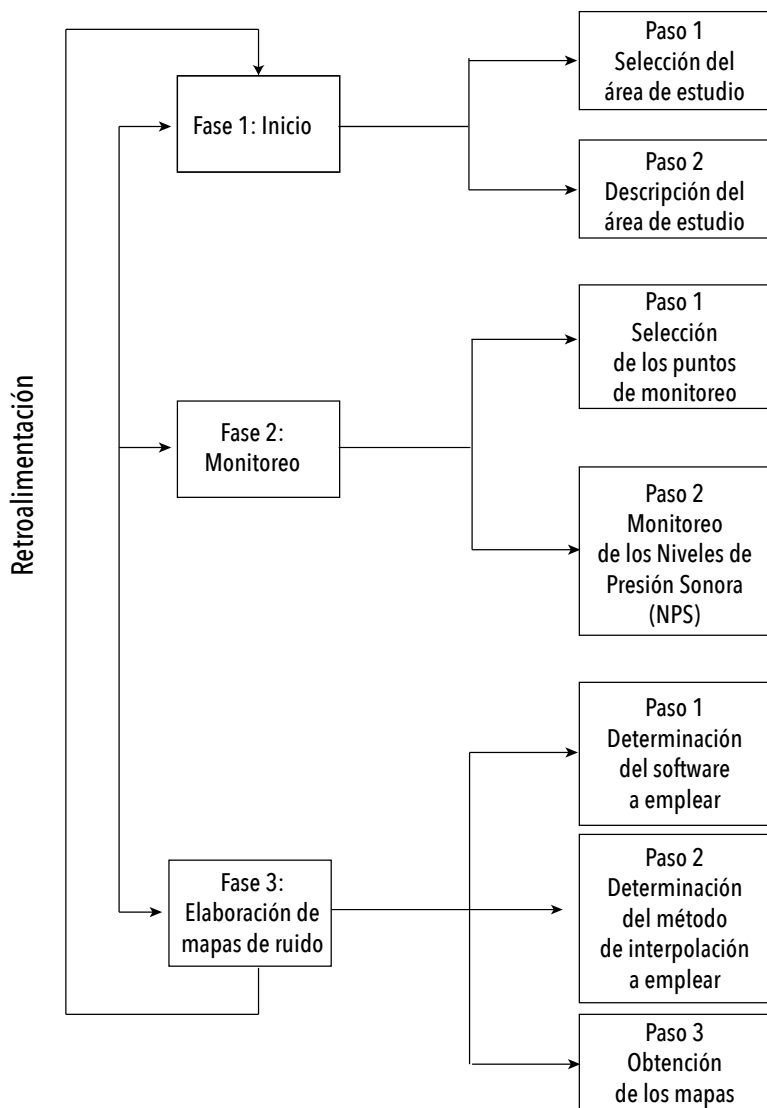 Retroalimentación
Fase 1: Inicio
Paso 1
Selección del
área de estudio
Paso 2
Descripción del
área de estudio
Fase 2:
Monitoreo
Paso 1
Selección
de los puntos
de monitoreo
Paso 2
Monitoreo
de los Niveles de
Presión Sonora
(NPS)
Fase 3:
Elaboración de
mapas de ruido
Paso 1
Determinación
del software
a emplear
Paso 2
Determinación
del método
de interpolación
a emplear
Paso 3
Obtención
de los mapas